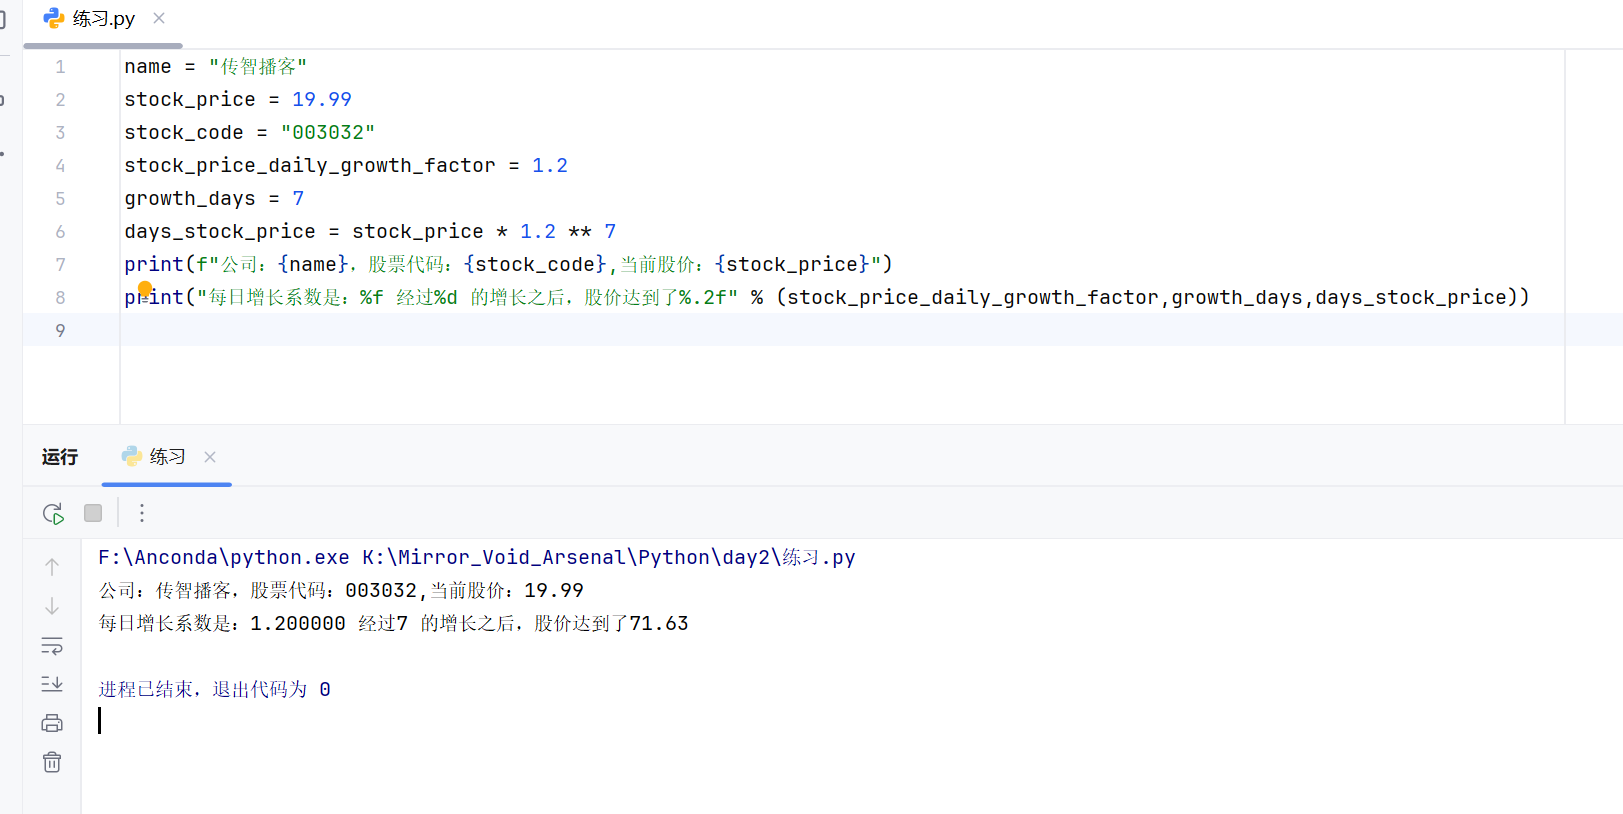 练习.py
1 name = "传智播客"
2 stock_price = 19.99
3 stock_code = "003032"
4 stock_price_daily_growth_factor = 1.2
5 growth_days = 7
6 days_stock_price = stock_price * 1.2 ** 7
7 print(f"公司：{name}，股票代码：{stock_code},当前股价：{stock_price}")
8 print("每日增长系数是：%f 经过%d 的增长之后，股价达到了%.2f" % (stock_price_daily_growth_factor,growth_days,days_stock_price))
9
运行 练习
F:\Anconda\python.exe K:\Mirror_Void_Arsenal\Python\day2\练习.py
公司：传智播客，股票代码：003032,当前股价：19.99
每日增长系数是：1.200000 经过7 的增长之后，股价达到了71.63
进程已结束，退出代码为 0